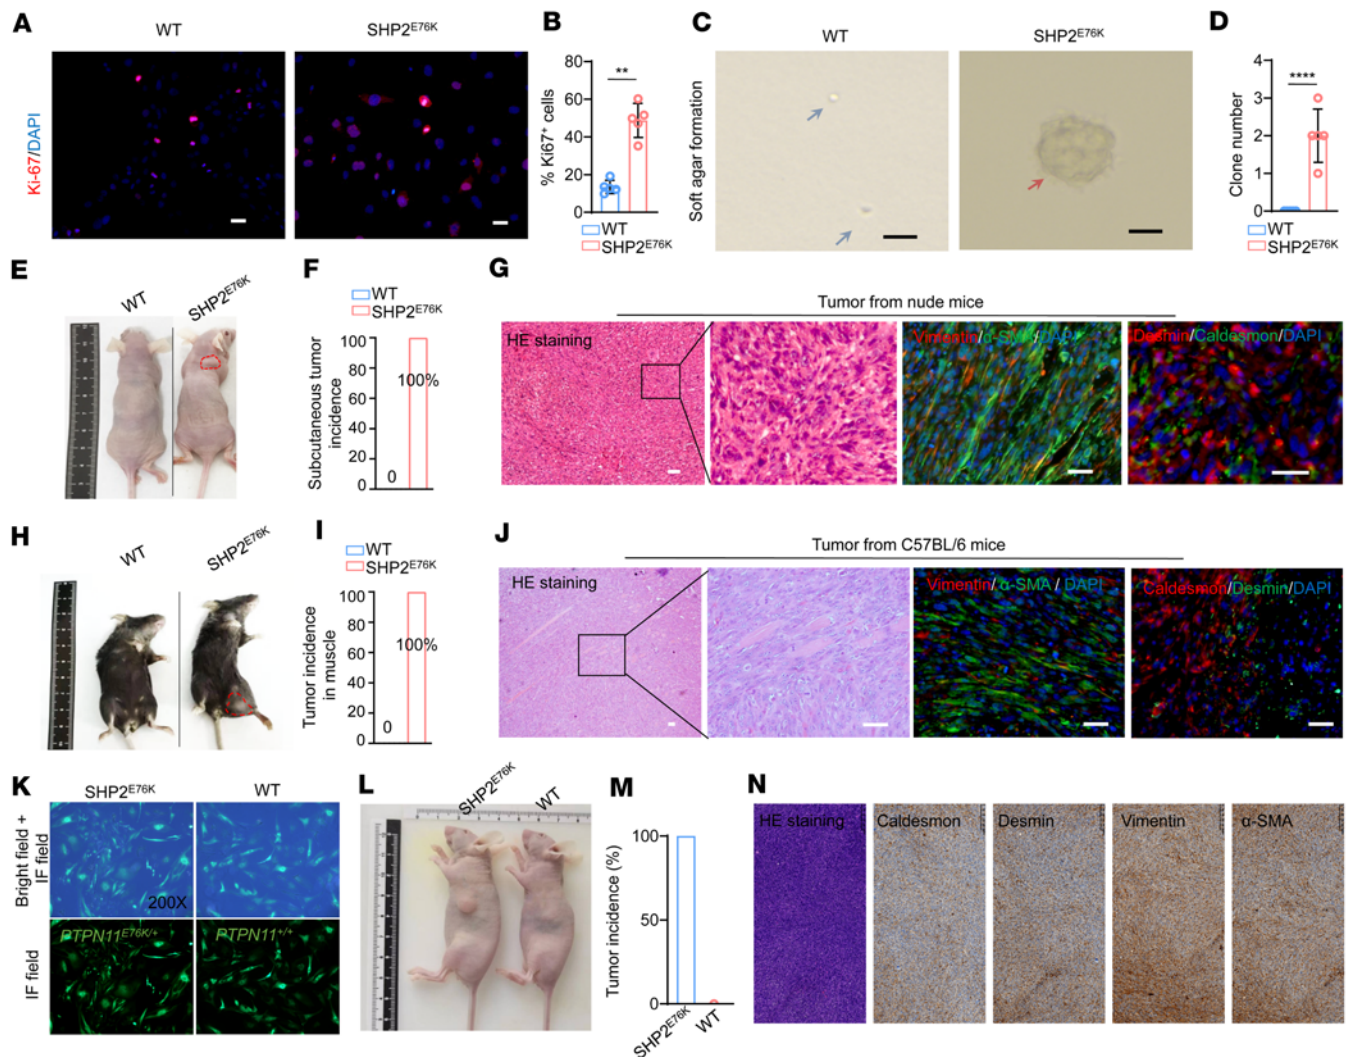 A
WT
SHP2E76K
Ki-67/DAPI
B
% Ki67+ cells
80
60
40
20
0
**
WT
SHP2E76K
C
WT
SHP2E76K
Soft agar formation
D
Clone number
4
3
2
1
0
****
WT
SHP2E76K
E
WT
SHP2E76K
F
WT
SHP2E76K
Subcutaneous tumor
incidence
100
80
60
40
20
0
100%
0
G
Tumor from nude mice
HE staining
Vimentin/α-SMA/DAPI
Desmin/Caldesmon/DAPI
H
WT
SHP2E76K
I
WT
SHP2E76K
Tumor incidence
in muscle
100
80
60
40
20
0
100%
0
J
Tumor from C57BL/6 mice
HE staining
Vimentin/ α-SMA / DAPI
Caldesmon/Desmin/DAPI
K
SHP2E76K
WT
Bright field +
IF field
200X
IF field
PTPN11E76K/+
PTPN11+/+
L
SHP2E76K
WT
M
Tumor incidence (%)
100
50
0
SHP2E76K
WT
N
HE staining
Caldesmon
Desmin
Vimentin
α-SMA